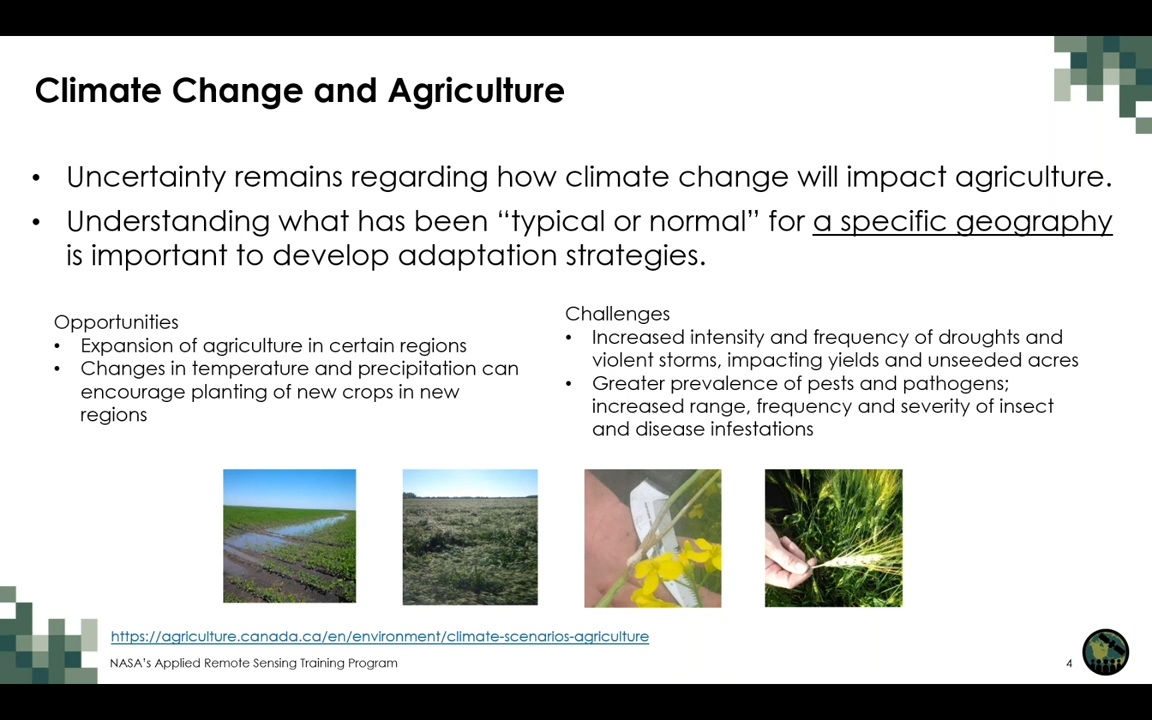 Climate Change and Agriculture
• Uncertainty remains regarding how climate change will impact agriculture.
• Understanding what has been “typical or normal” for a specific geography
is important to develop adaptation strategies.
Opportunities
• Expansion of agriculture in certain regions
• Changes in temperature and precipitation can
encourage planting of new crops in new
regions
Challenges
• Increased intensity and frequency of droughts and
violent storms, impacting yields and unseeded acres
• Greater prevalence of pests and pathogens;
increased range, frequency and severity of insect
and disease infestations
https://agriculture.canada.ca/en/environment/climate-scenarios-agriculture
NASA’s Applied Remote Sensing Training Program
4